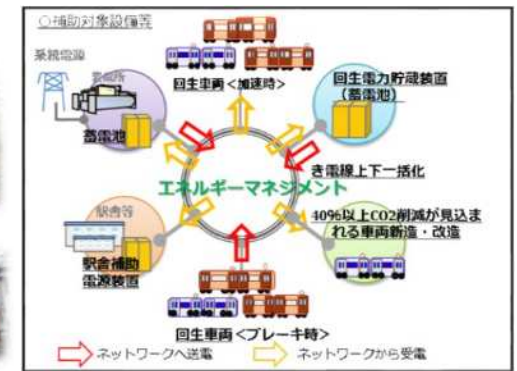 ○補助対象設備等
系統電源
変電所
蓄電池
回生車両<加速時>
回生電力貯蔵装置
(蓄電池)
き電線上下一括化
エネルギーマネジメント
駅舎等
駅舎補助
電源装置
40%以上CO2削減が見込ま
れる車両新造・改造
回生車両<ブレーキ時>
ネットワークへ送電
ネットワークから受電